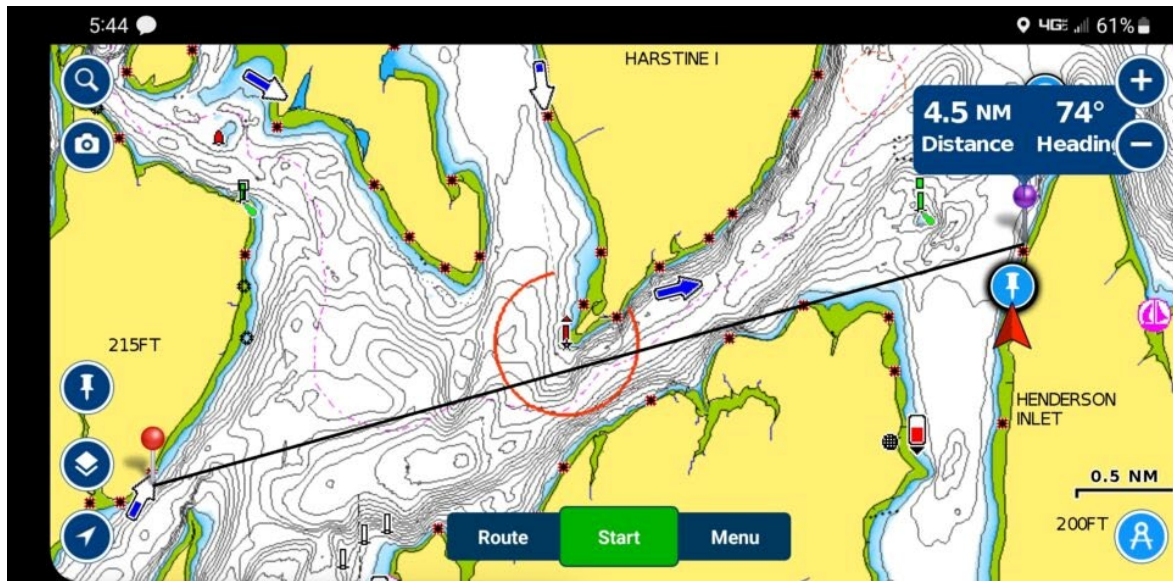 5:44
4GE 61%
HARSTINE I
4.5 NM 74°
Distance Heading
215FT
HENDERSON
INLET
0.5 NM
200FT
Route Start Menu